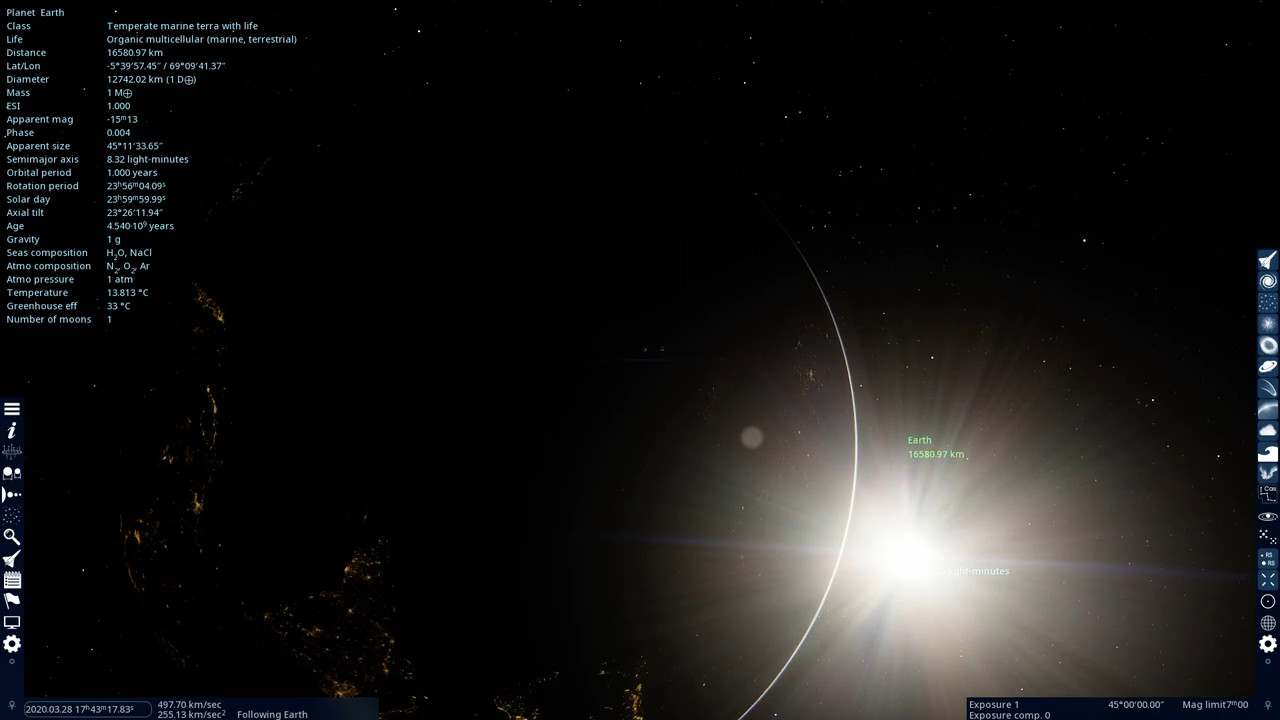 Planet Earth
Class Temperate marine terra with life
Life Organic multicellular (marine, terrestrial)
Distance 16580.97 km
Lat/Lon -5°39′57.45″ / 69°09′41.37″
Diameter 12742.02 km (1 D⊕)
Mass 1 M⊕
ESI 1.000
Apparent mag -15ᵐ13
Phase 0.004
Apparent size 45°11′33.65″
Semimajor axis 8.32 light-minutes
Orbital period 1.000 years
Rotation period 23ʰ56ᵐ04.09ˢ
Solar day 23ʰ59ᵐ59.99ˢ
Axial tilt 23°26′11.94″
Age 4.540·10⁹ years
Gravity 1 g
Seas composition H₂O, NaCl
Atmo composition N₂, O₂, Ar
Atmo pressure 1 atm
Temperature 13.813 °C
Greenhouse eff 33 °C
Number of moons 1
Earth
16580.97 km
light-minutes
Cas
RS
RS
2020.03.28 17ʰ43ᵐ17.83ˢ
497.70 km/sec
255.13 km/sec² Following Earth
Exposure 1 45°00′00.00″ Mag limit7ᵐ00
Exposure comp. 0